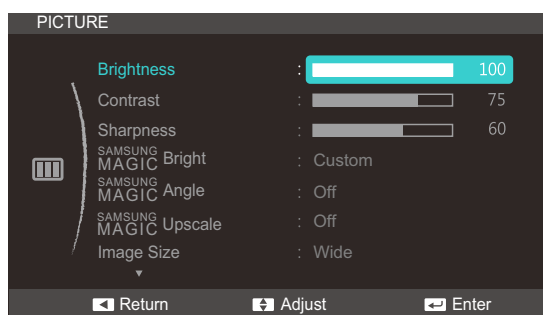 PICTURE
Brightness : 100
Contrast : 75
Sharpness : 60
SAMSUNG MAGIC Bright : Custom
SAMSUNG MAGIC Angle : Off
SAMSUNG MAGIC Upscale : Off
Image Size : Wide
Return Adjust Enter